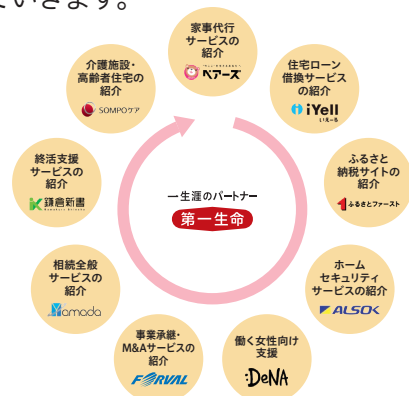 ていきます。
家事代行
サービスの
紹介
ベアーズ
住宅ローン
借換サービス
の紹介
iYell
いえーる
ふるさと
納税サイトの
紹介
ふるさとファースト
ホーム
セキュリティ
サービスの紹介
ALSOK
働く女性向け
支援
:DeNA
事業承継・
M&Aサービスの
紹介
FORVAL
相続全般
サービスの
紹介
Yamada
終活支援
サービスの
紹介
鎌倉新書
Kamakura Shinsho
介護施設・
高齢者住宅の
紹介
SOMPOケア
一生涯のパートナー
第一生命